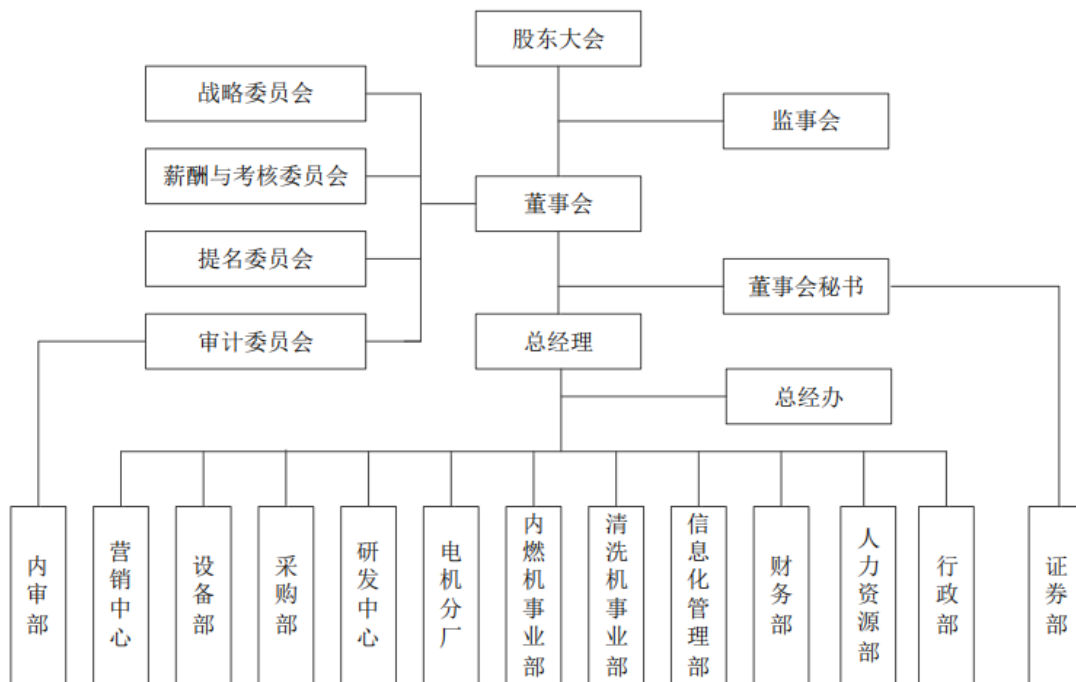 股东大会
战略委员会
监事会
薪酬与考核委员会
董事会
提名委员会
董事会秘书
审计委员会
总经理
总经办
内审部
营销中心
设备部
采购部
研发中心
电机分厂
内燃机事业部
清洗机事业部
信息化管理部
财务部
人力资源部
行政部
证券部